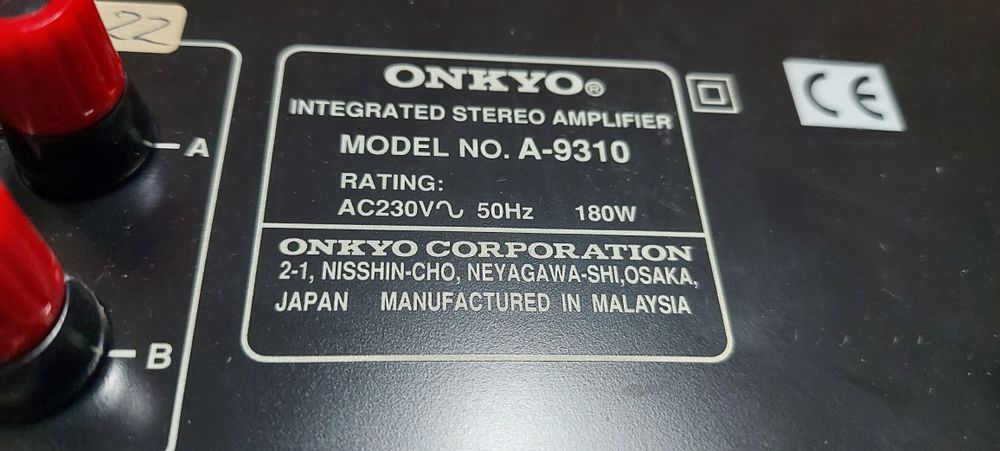 22
A
B
ONKYO®
INTEGRATED STEREO AMPLIFIER
MODEL NO. A-9310
RATING:
AC230V∿ 50Hz 180W
ONKYO CORPORATION
2-1, NISSHIN-CHO, NEYAGAWA-SHI,OSAKA,
JAPAN MANUFACTURED IN MALAYSIA
CE